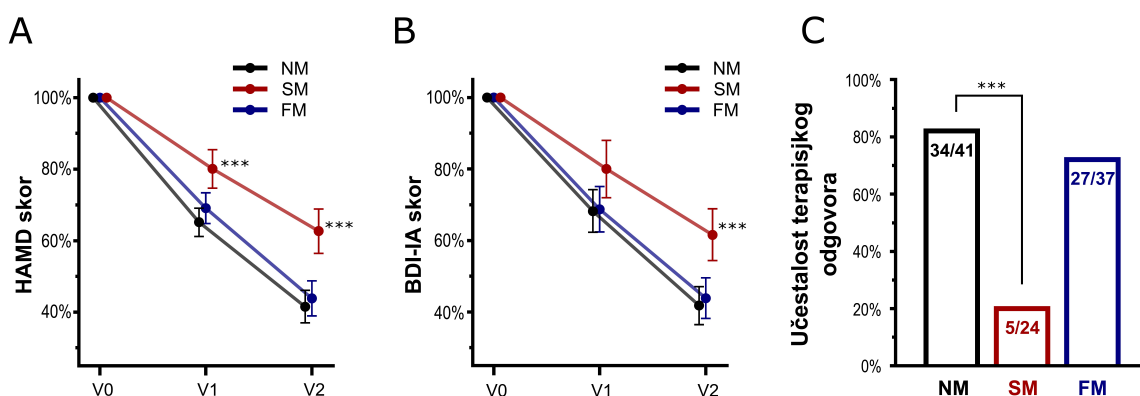 A
NM
SM
FM
100%
80%
60%
40%
HAMD skor
***
***
V0
V1
V2
B
NM
SM
FM
100%
80%
60%
40%
BDI-IA skor
***
V0
V1
V2
C
100%
80%
60%
40%
20%
0%
Učestalost terapisjkog
odgovora
***
34/41
5/24
27/37
NM
SM
FM